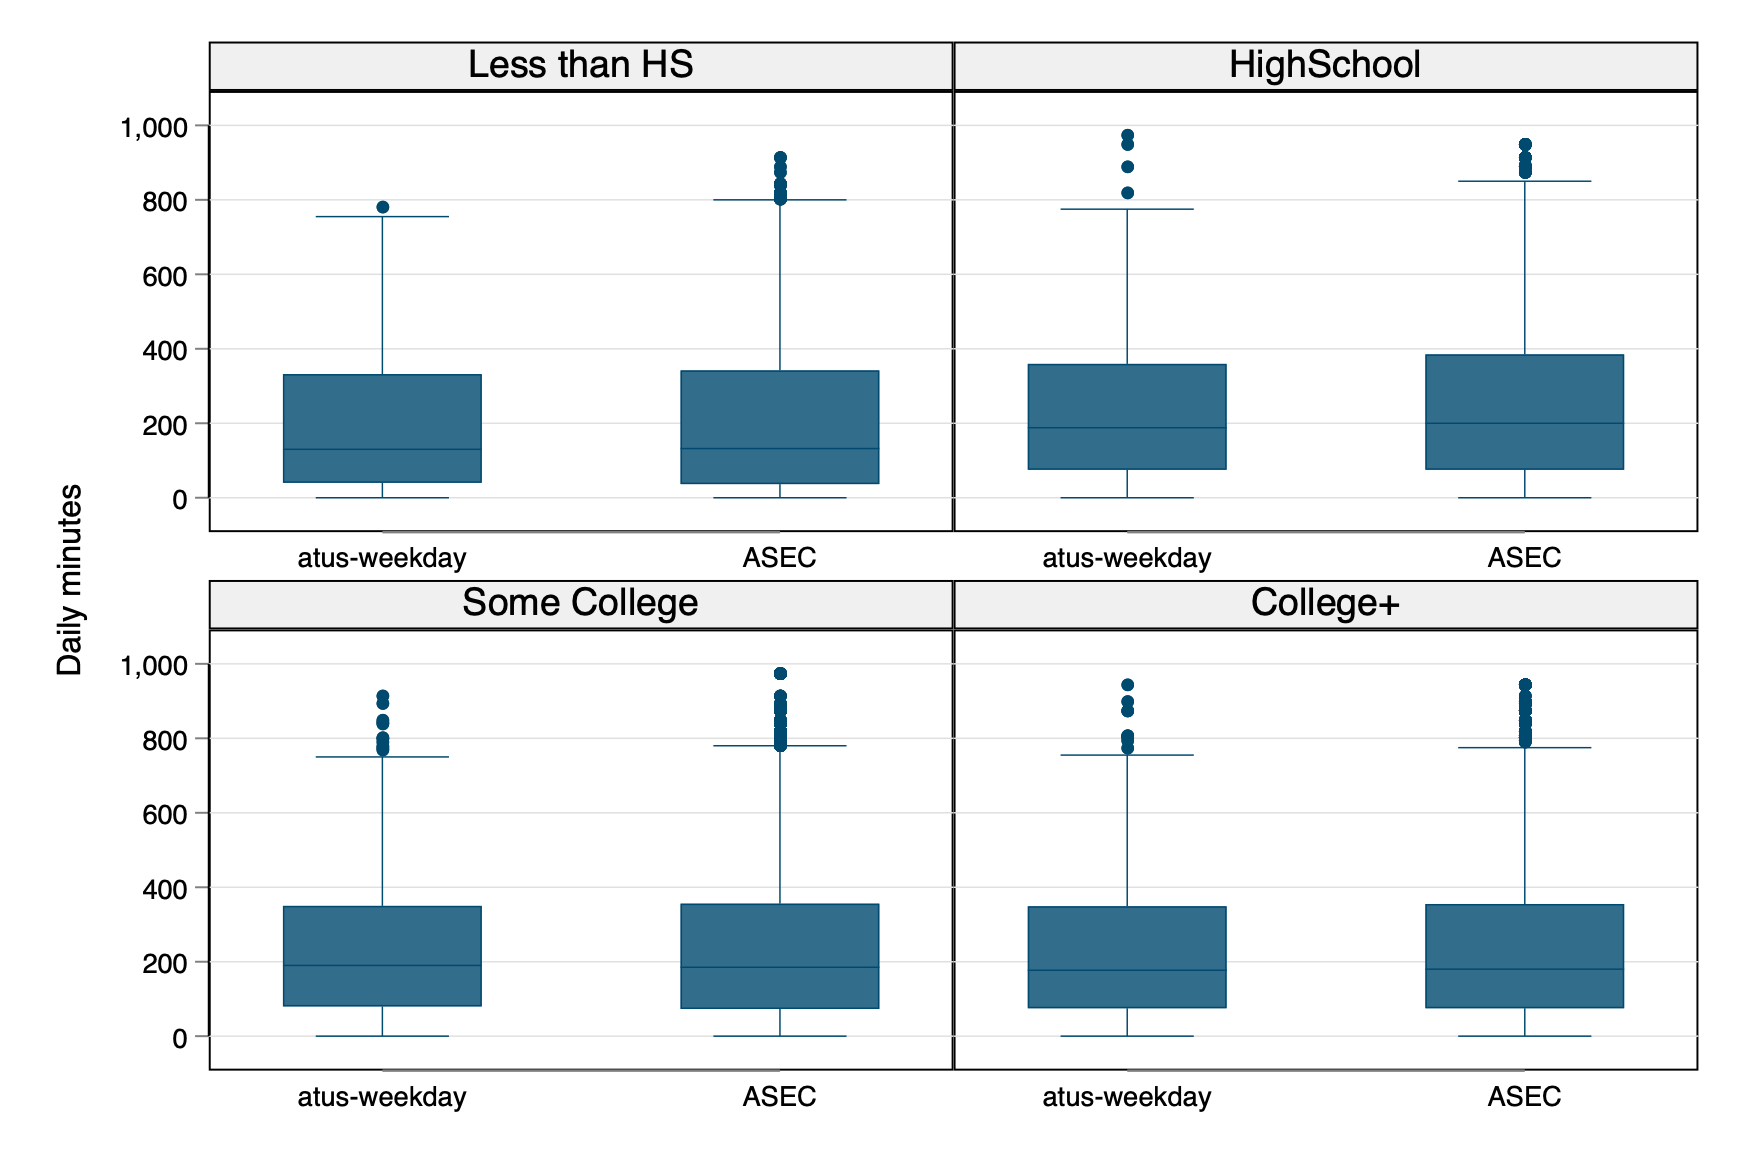 Less than HS
HighSchool
1,000
800
600
400
200
0
atus-weekday
ASEC
atus-weekday
ASEC
Daily minutes
Some College
College+
1,000
800
600
400
200
0
atus-weekday
ASEC
atus-weekday
ASEC